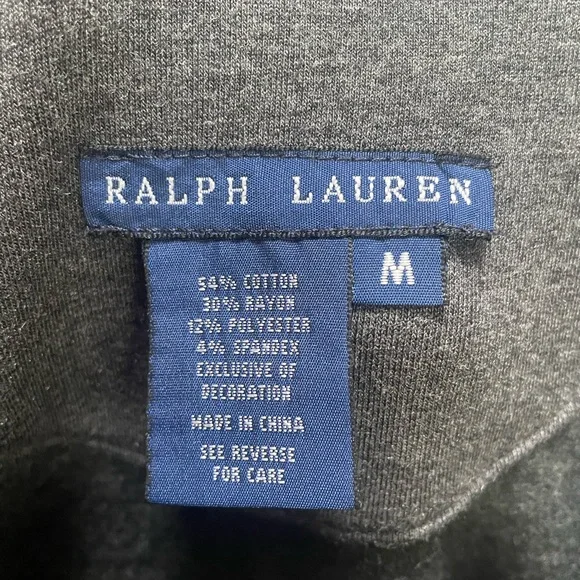 RALPH LAUREN
M
54% COTTON
30% RAYON
12% POLYESTER
4% SPANDEX
EXCLUSIVE OF
DECORATION
MADE IN CHINA
SEE REVERSE
FOR CARE